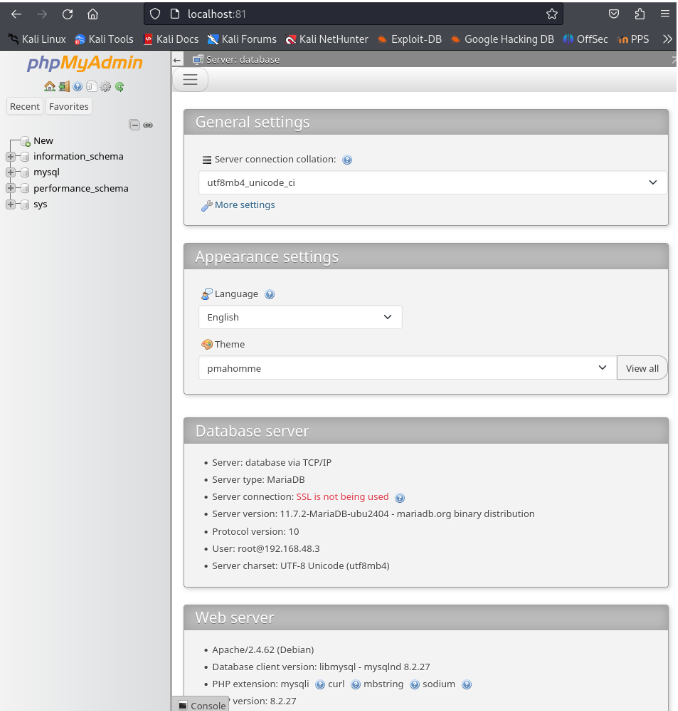 localhost:81
Kali Linux Kali Tools Kali Docs Kali Forums Kali NetHunter Exploit-DB Google Hacking DB OffSec PPS
phpMyAdmin
Recent Favorites
New
information_schema
mysql
performance_schema
sys
Server: database
General settings
Server connection collation:
utf8mb4_unicode_ci
More settings
Appearance settings
Language
English
Theme
pmahomme
View all
Database server
• Server: database via TCP/IP
• Server type: MariaDB
• Server connection: SSL is not being used
• Server version: 11.7.2-MariaDB-ubu2404 - mariadb.org binary distribution
• Protocol version: 10
• User: root@192.168.48.3
• Server charset: UTF-8 Unicode (utf8mb4)
Web server
• Apache/2.4.62 (Debian)
• Database client version: libmysql - mysqlnd 8.2.27
• PHP extension: mysqli curl mbstring sodium
version: 8.2.27
Console